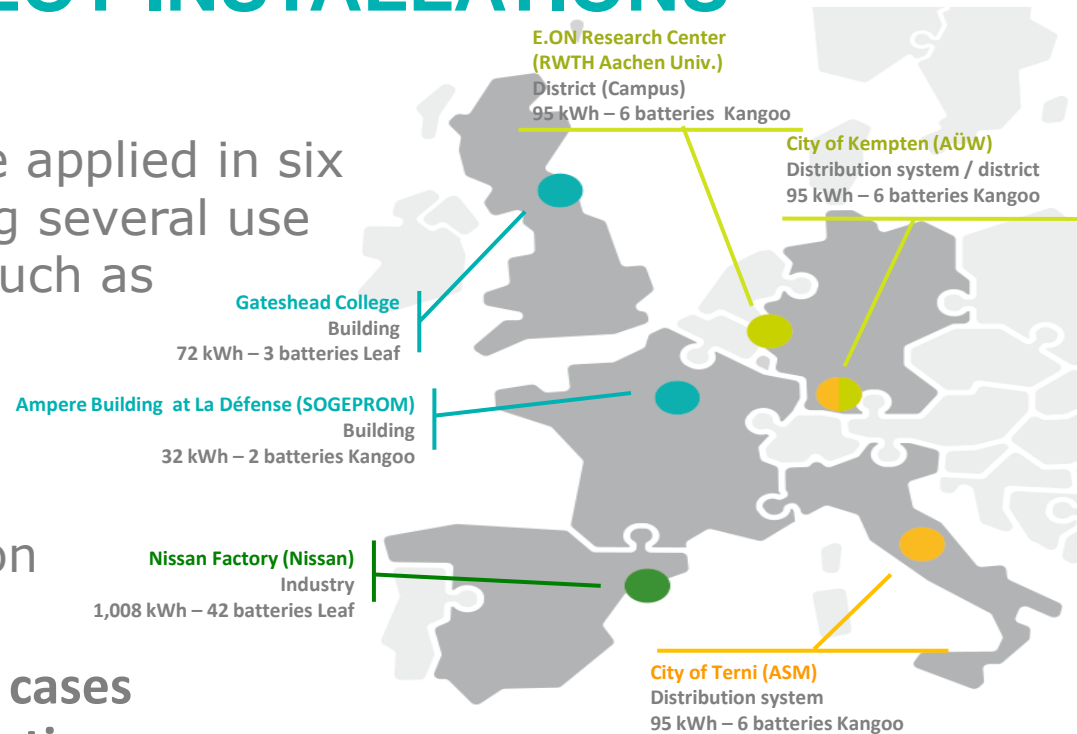 INSTALLATIONS
applied in six
several use
such as
E.ON Research Center
(RWTH Aachen Univ.)
District (Campus)
95 kWh – 6 batteries Kangoo
City of Kempten (AÜW)
Distribution system / district
95 kWh – 6 batteries Kangoo
Gateshead College
Building
72 kWh – 3 batteries Leaf
Ampere Building at La Défense (SOGEPROM)
Building
32 kWh – 2 batteries Kangoo
Nissan Factory (Nissan)
Industry
1,008 kWh – 42 batteries Leaf
cases
City of Terni (ASM)
Distribution system
95 kWh – 6 batteries Kangoo